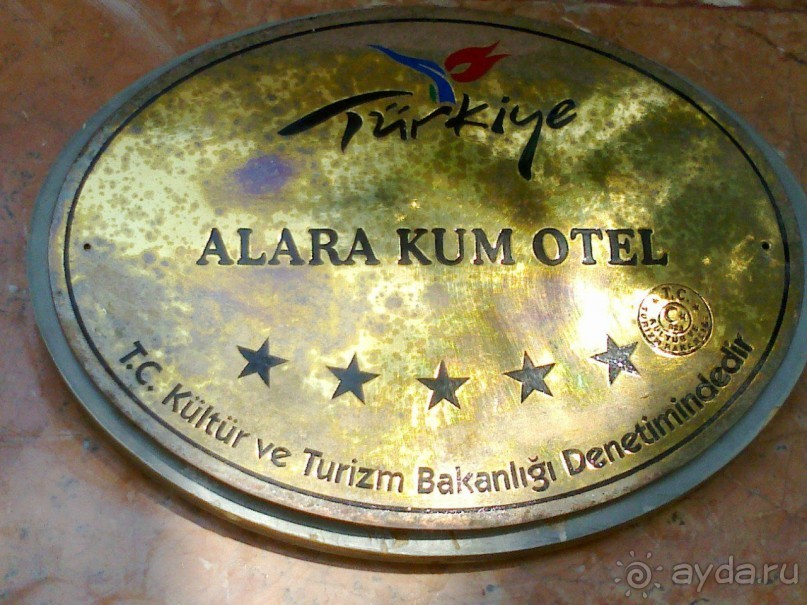 Türkiye
ALARA KUM OTEL
T.C.
T.C. Kültür ve Turizm Bakanlığı Denetimindedir
ayda.ru